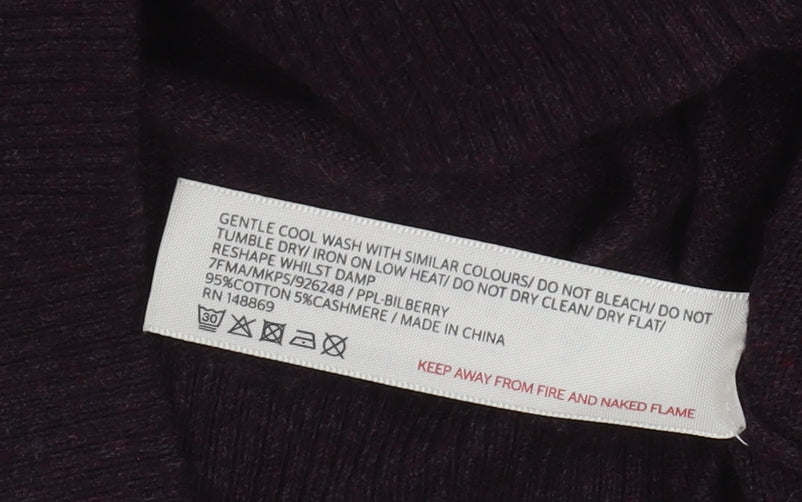 GENTLE COOL WASH WITH SIMILAR COLOURS/ DO NOT BLEACH/ DO NOT
TUMBLE DRY/ IRON ON LOW HEAT/ DO NOT DRY CLEAN/ DRY FLAT/
RESHAPE WHILST DAMP
7FMA/MKPS/926248 / PPL-BILBERRY
95%COTTON 5%CASHMERE / MADE IN CHINA
RN 148869
30
KEEP AWAY FROM FIRE AND NAKED FLAME